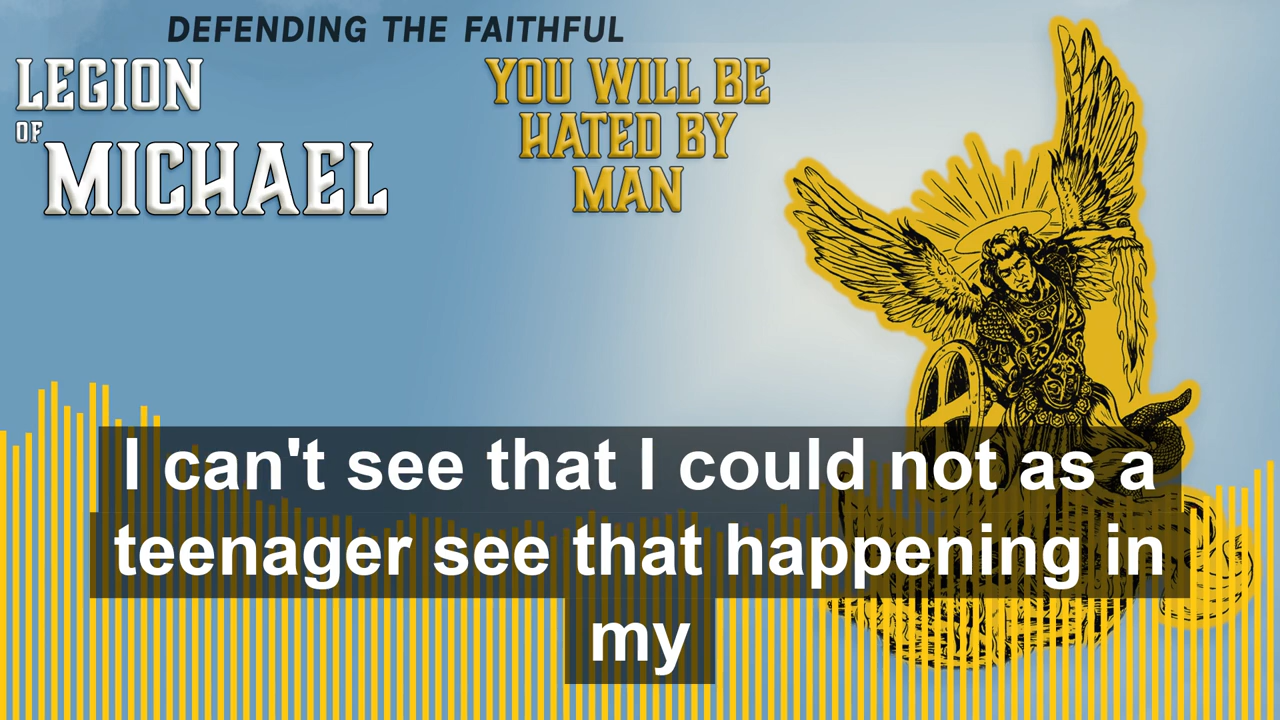 DEFENDING THE FAITHFUL
LEGION
OF
MICHAEL
YOU WILL BE
HATED BY
MAN
I can't see that I could not as a
teenager see that happening in
my